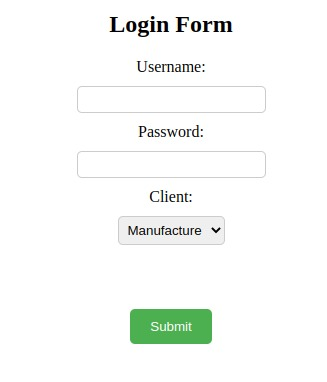 Login Form
Username:
Password:
Client:
Manufacture
Submit